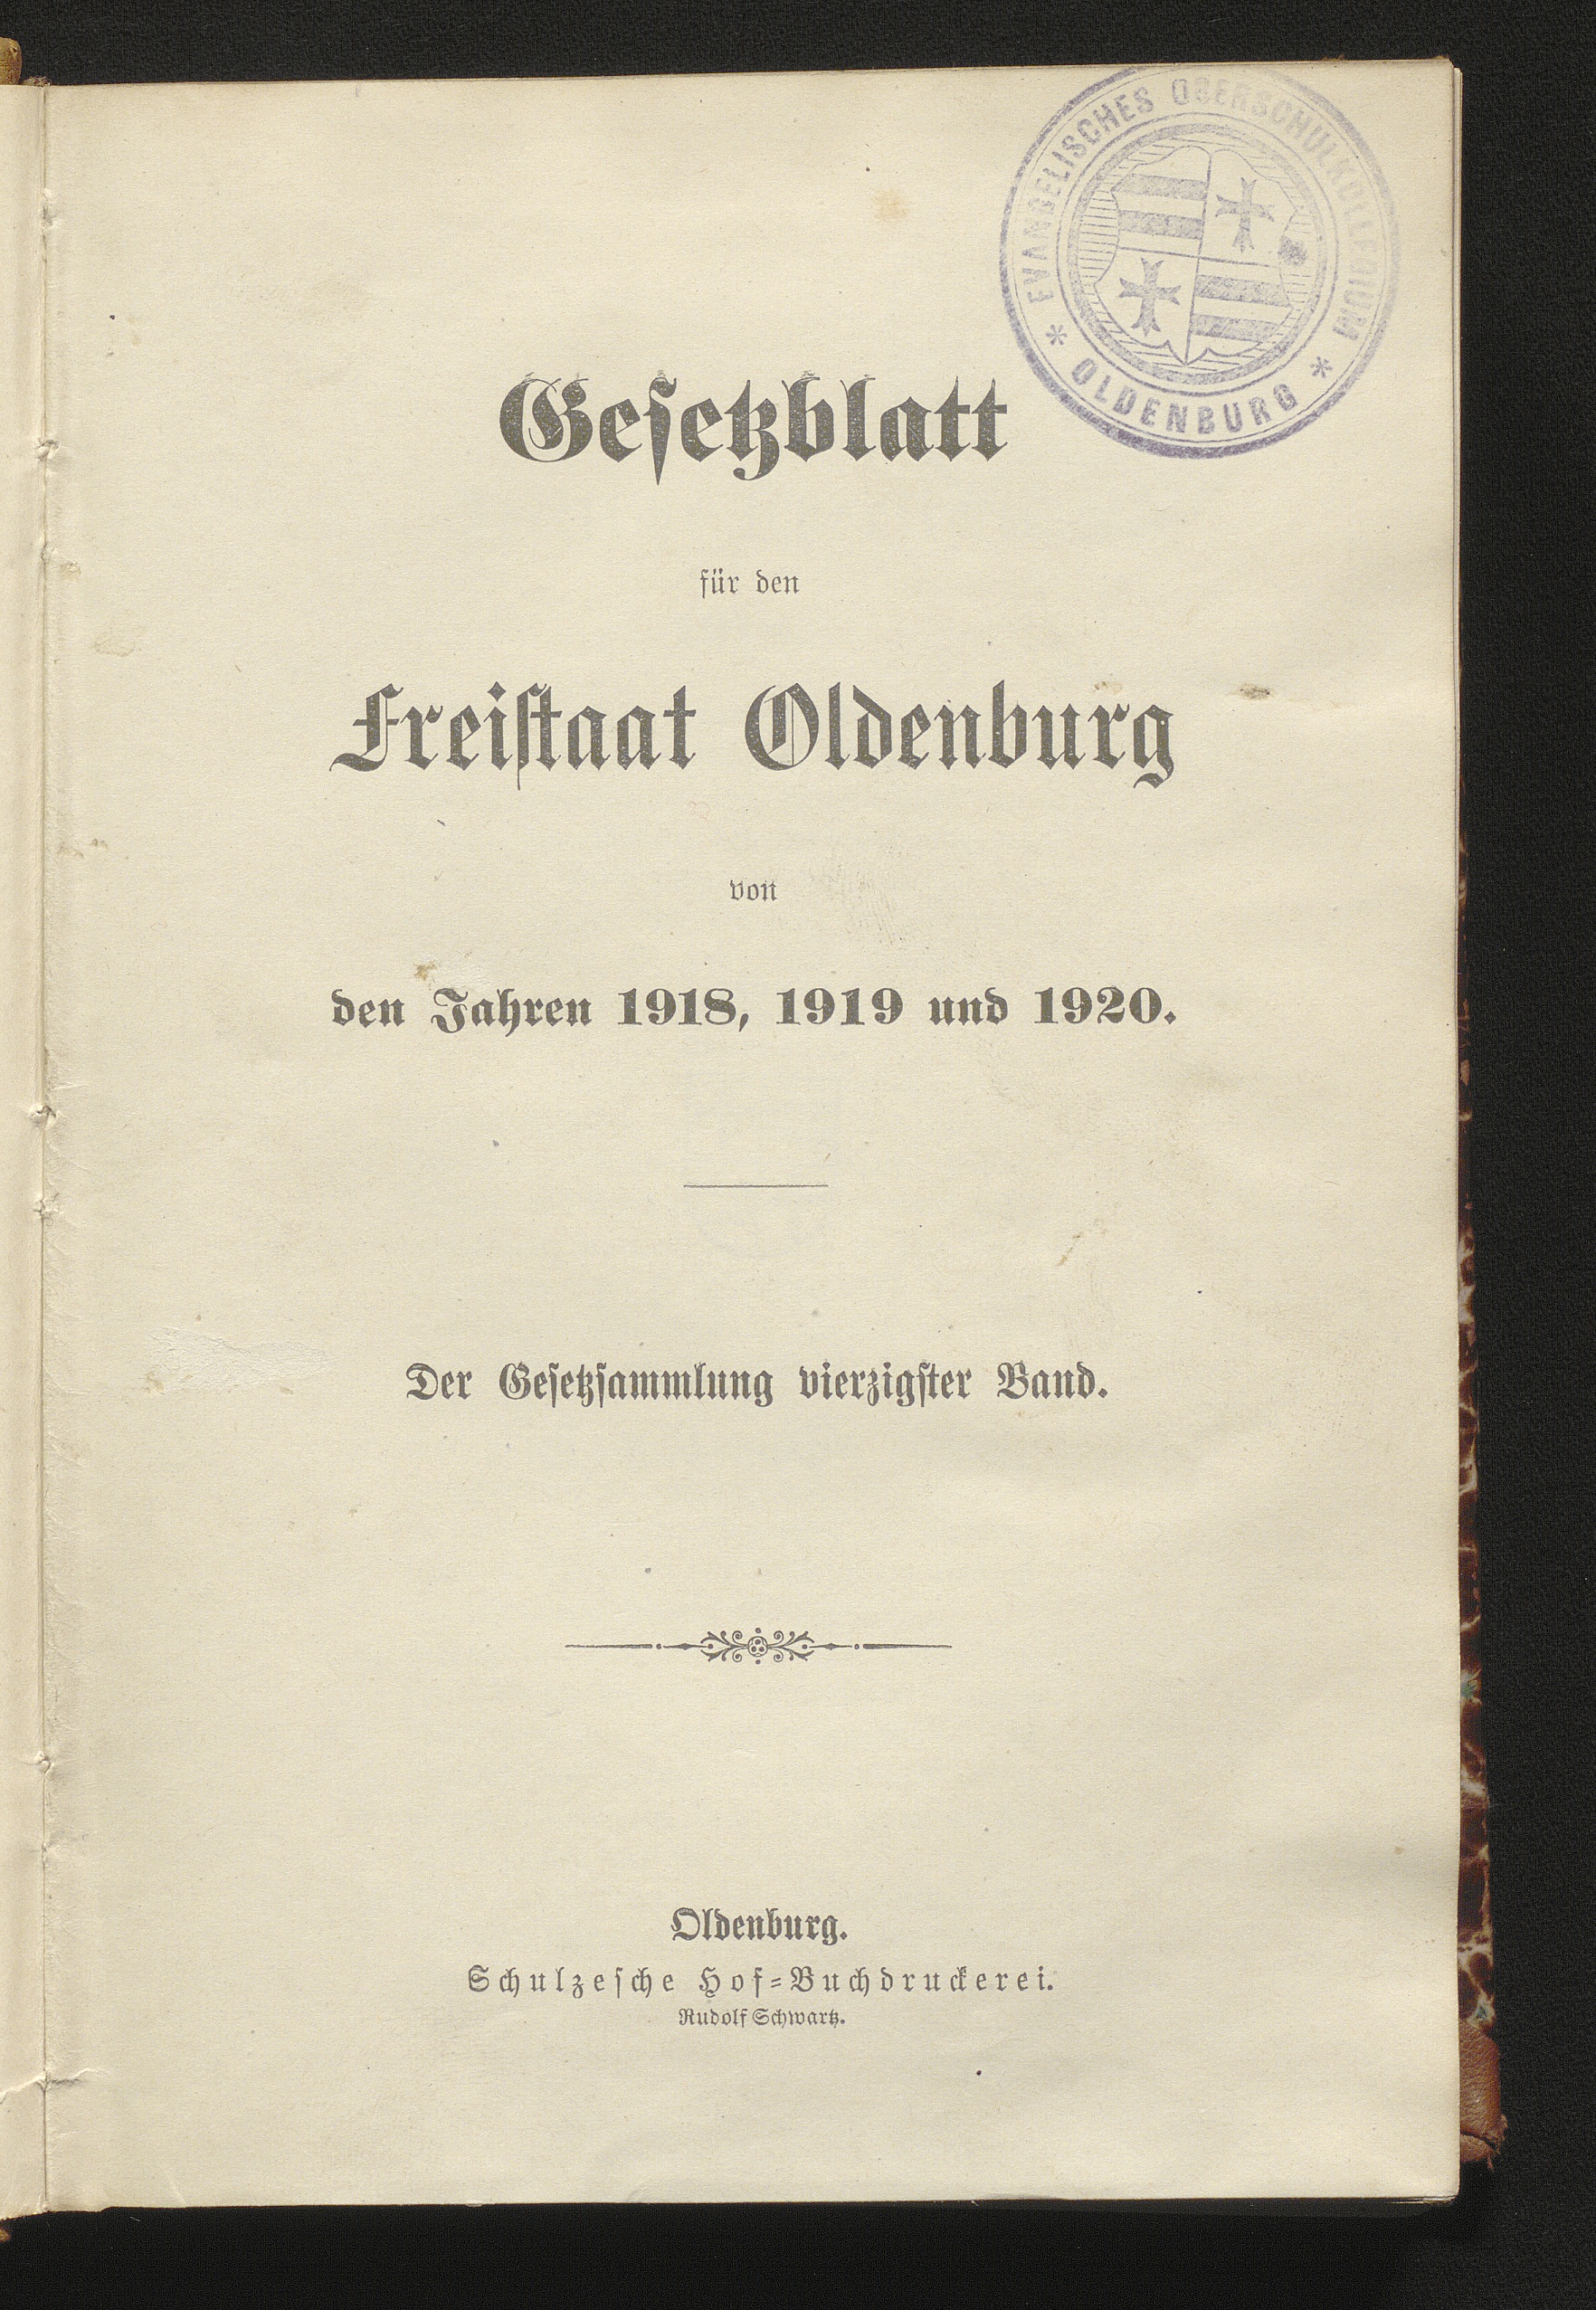 EVANGELISCHES OBERSCHULKOLLEGIUM
* OLDENBURG *
Geſetzblatt
für den
Freiſtaat Oldenburg
von
den Jahren 1918, 1919 und 1920.
Der Geſetzſammlung vierzigſter Band.
Oldenburg.
Schulzeſche Hof-Buchdruckerei.
Rudolf Schwartz.